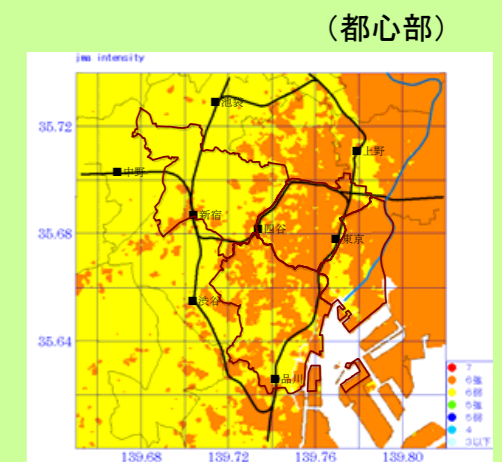 (都心部)
jma intensity
35.72
35.68
35.64
池袋
上野
中野
新宿
四谷
東京
渋谷
品川
7
6強
6弱
5強
5弱
4
3以下
139.68
139.72
139.76
139.80